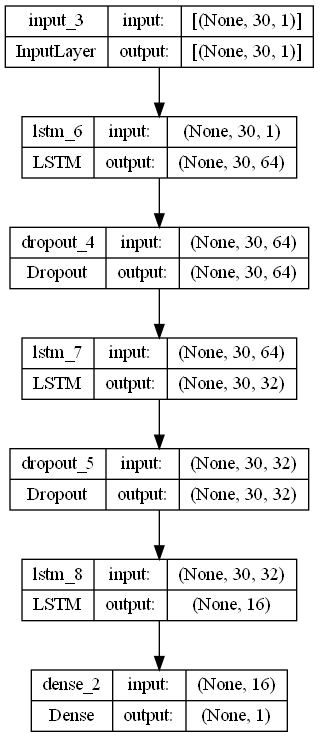 input_3 input: [(None, 30, 1)]
InputLayer output: [(None, 30, 1)]
lstm_6 input: (None, 30, 1)
LSTM output: (None, 30, 64)
dropout_4 input: (None, 30, 64)
Dropout output: (None, 30, 64)
lstm_7 input: (None, 30, 64)
LSTM output: (None, 30, 32)
dropout_5 input: (None, 30, 32)
Dropout output: (None, 30, 32)
lstm_8 input: (None, 30, 32)
LSTM output: (None, 16)
dense_2 input: (None, 16)
Dense output: (None, 1)